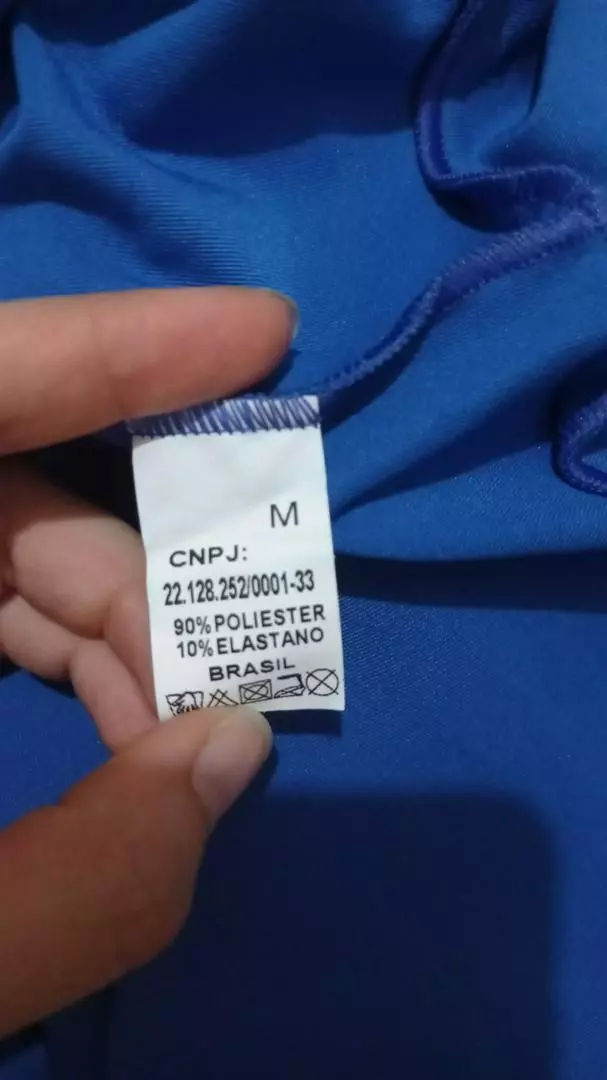 M
CNPJ:
22.128.252/0001-33
90%POLIESTER
10%ELASTANO
BRASIL